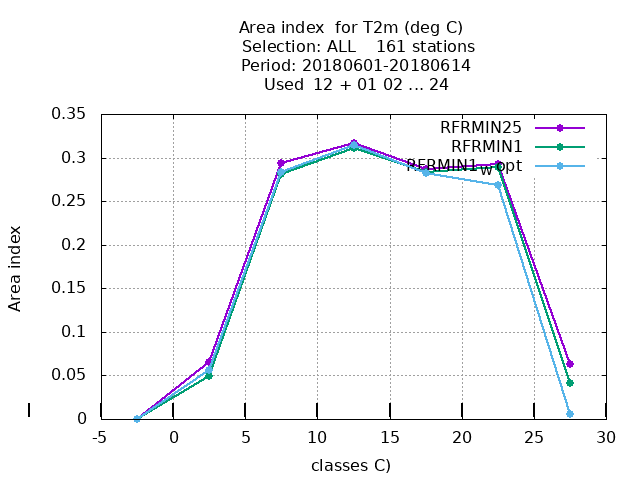 Area index  for T2m (deg C)
Selection: ALL    161 stations
Period: 20180601-20180614
Used  12 + 01 02 ... 24
RFRMIN25
RFRMIN1
RFRMIN1wopt
0.35
0.3
0.25
0.2
0.15
0.1
0.05
0
Area index
-5 0 5 10 15 20 25 30
classes C)